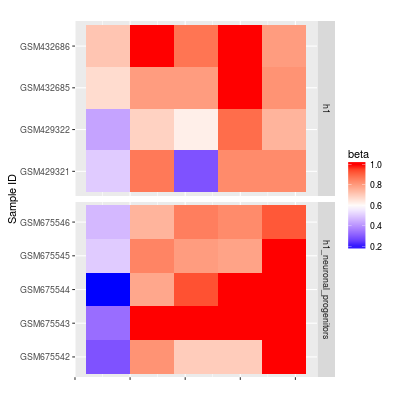 GSM432686
GSM432685
GSM429322
GSM429321
h1
GSM675546
GSM675545
GSM675544
GSM675543
GSM675542
h1_neuronal_progenitors
Sample ID
beta
1.0
0.8
0.6
0.4
0.2